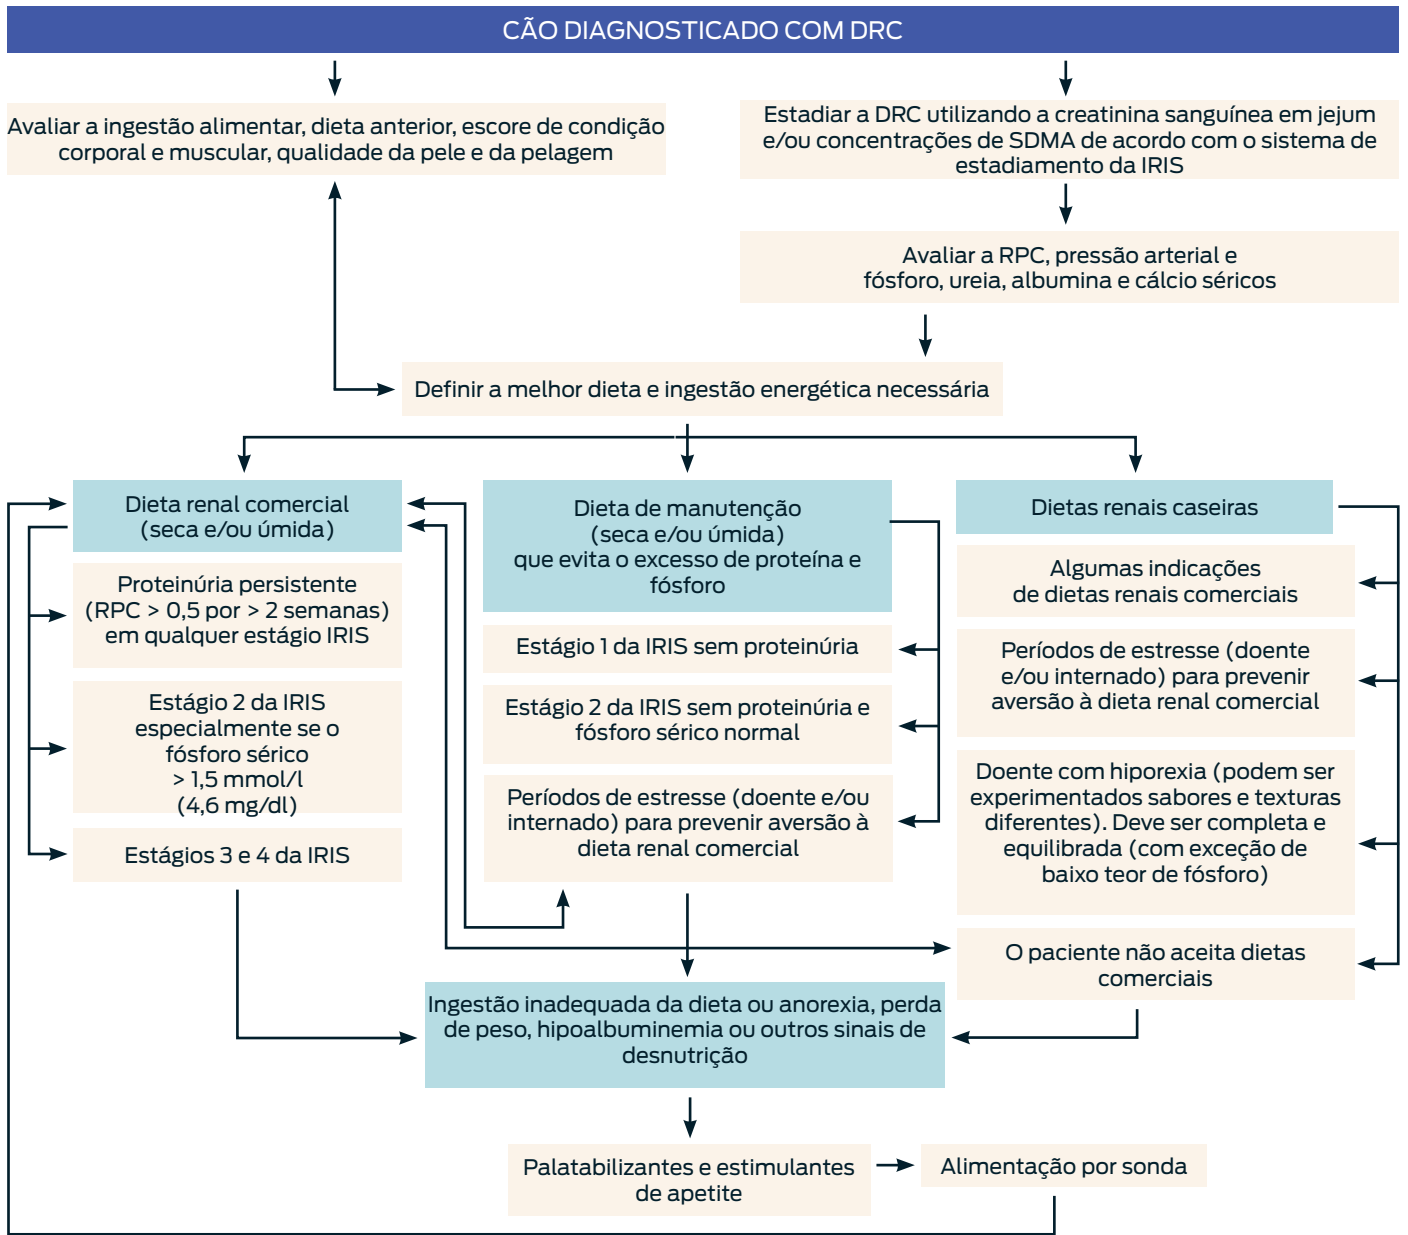 CÃO DIAGNOSTICADO COM DRC
Avaliar a ingestão alimentar, dieta anterior, escore de condição
corporal e muscular, qualidade da pele e da pelagem
Estadiar a DRC utilizando a creatinina sanguínea em jejum
e/ou concentrações de SDMA de acordo com o sistema de
estadiamento da IRIS
Avaliar a RPC, pressão arterial e
fósforo, ureia, albumina e cálcio séricos
Definir a melhor dieta e ingestão energética necessária
Dieta renal comercial
(seca e/ou úmida)
Proteinúria persistente
(RPC > 0,5 por > 2 semanas)
em qualquer estágio IRIS
Estágio 2 da IRIS
especialmente se o
fósforo sérico
> 1,5 mmol/l
(4,6 mg/dl)
Estágios 3 e 4 da IRIS
Dieta de manutenção
(seca e/ou úmida)
que evita o excesso de proteína e
fósforo
Estágio 1 da IRIS sem proteinúria
Estágio 2 da IRIS sem proteinúria e
fósforo sérico normal
Períodos de estresse (doente e/ou
internado) para prevenir aversão à
dieta renal comercial
Dietas renais caseiras
Algumas indicações
de dietas renais comerciais
Períodos de estresse (doente
e/ou internado) para prevenir
aversão à dieta renal comercial
Doente com hiporexia (podem ser
experimentados sabores e texturas
diferentes). Deve ser completa e
equilibrada (com exceção de
baixo teor de fósforo)
O paciente não aceita dietas
comerciais
Ingestão inadequada da dieta ou anorexia, perda
de peso, hipoalbuminemia ou outros sinais de
desnutrição
Palatabilizantes e estimulantes
de apetite
Alimentação por sonda